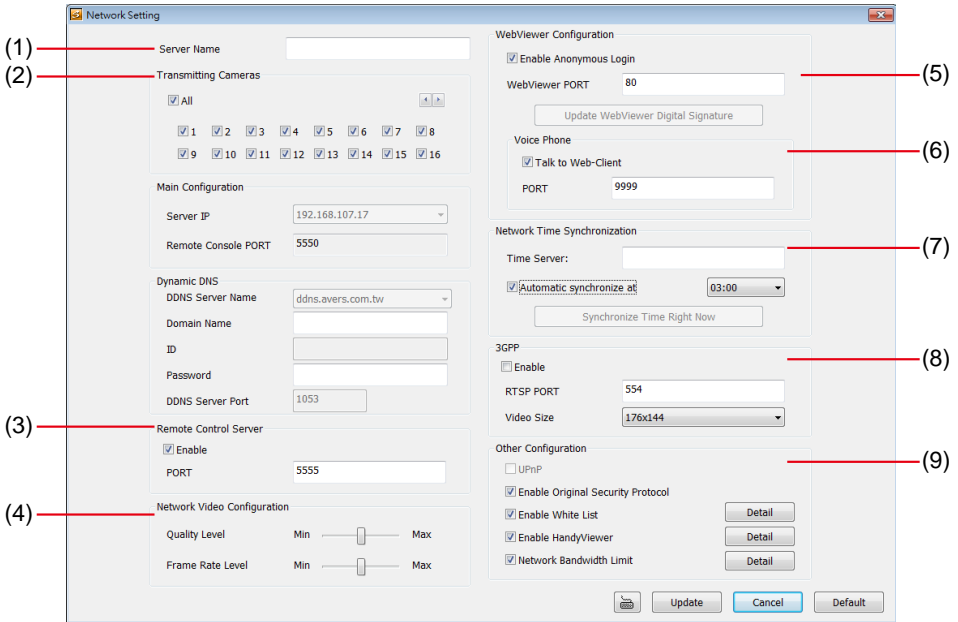 Network Setting
(1)
Server Name
(2)
Transmitting Cameras
All
1 2 3 4 5 6 7 8
9 10 11 12 13 14 15 16
Main Configuration
Server IP 192.168.107.17
Remote Console PORT 5550
Dynamic DNS
DDNS Server Name ddns.avers.com.tw
Domain Name
ID
Password
DDNS Server Port 1053
(3)
Remote Control Server
Enable
PORT 5555
(4)
Network Video Configuration
Quality Level Min Max
Frame Rate Level Min Max
WebViewer Configuration
Enable Anonymous Login
(5)
WebViewer PORT 80
Update WebViewer Digital Signature
Voice Phone
(6)
Talk to Web-Client
PORT 9999
Network Time Synchronization
(7)
Time Server:
Automatic synchronize at 03:00
Synchronize Time Right Now
3GPP
(8)
Enable
RTSP PORT 554
Video Size 176x144
Other Configuration
(9)
UPnP
Enable Original Security Protocol
Enable White List Detail
Enable HandyViewer Detail
Network Bandwidth Limit Detail
Update Cancel Default